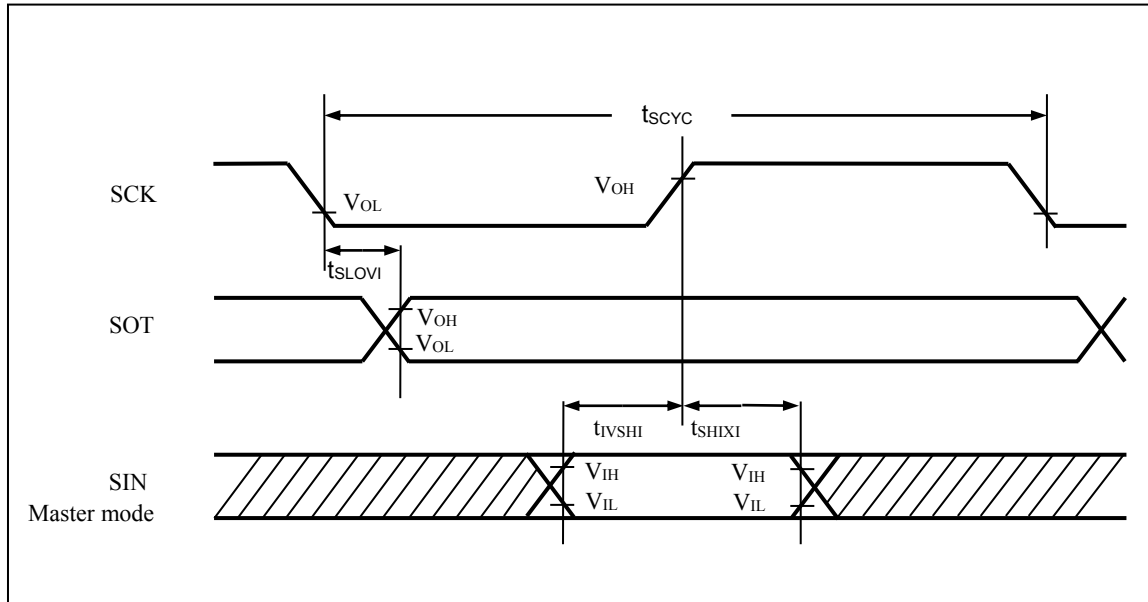 tSCYC
SCK
VOL
VOH
tSLOVI
SOT
VOH
VOL
tIVSHI
tSHIXI
SIN
Master mode
VIH
VIH
VIL
VIL